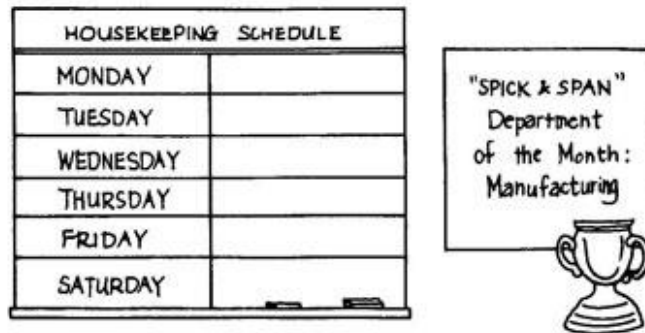 HOUSEKEEPING SCHEDULE
MONDAY
TUESDAY
WEDNESDAY
THURSDAY
FRIDAY
SATURDAY
"SPICK & SPAN"
Department
of the Month:
Manufacturing